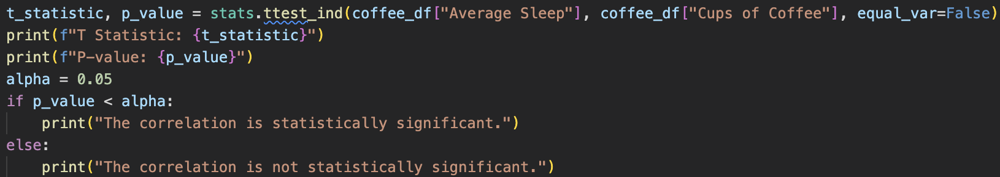 t_statistic, p_value = stats.ttest_ind(coffee_df["Average Sleep"], coffee_df["Cups of Coffee"], equal_var=False)
print(f"T Statistic: {t_statistic}")
print(f"P-value: {p_value}")
alpha = 0.05
if p_value < alpha:
    print("The correlation is statistically significant.")
else:
    print("The correlation is not statistically significant.")